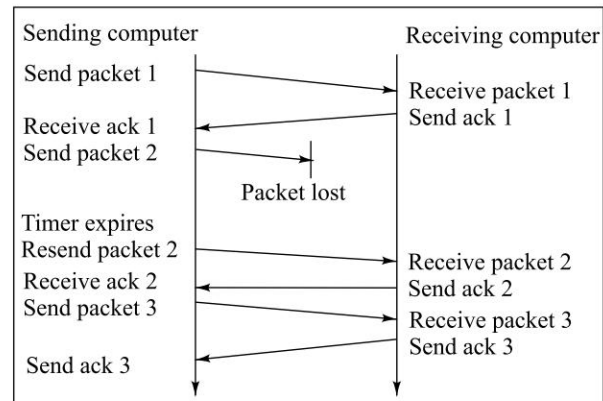 Sending computer
Receiving computer
Send packet 1
Receive packet 1
Send ack 1
Receive ack 1
Send packet 2
Packet lost
Timer expires
Resend packet 2
Receive packet 2
Receive ack 2
Send ack 2
Send packet 3
Receive packet 3
Send ack 3
Send ack 3